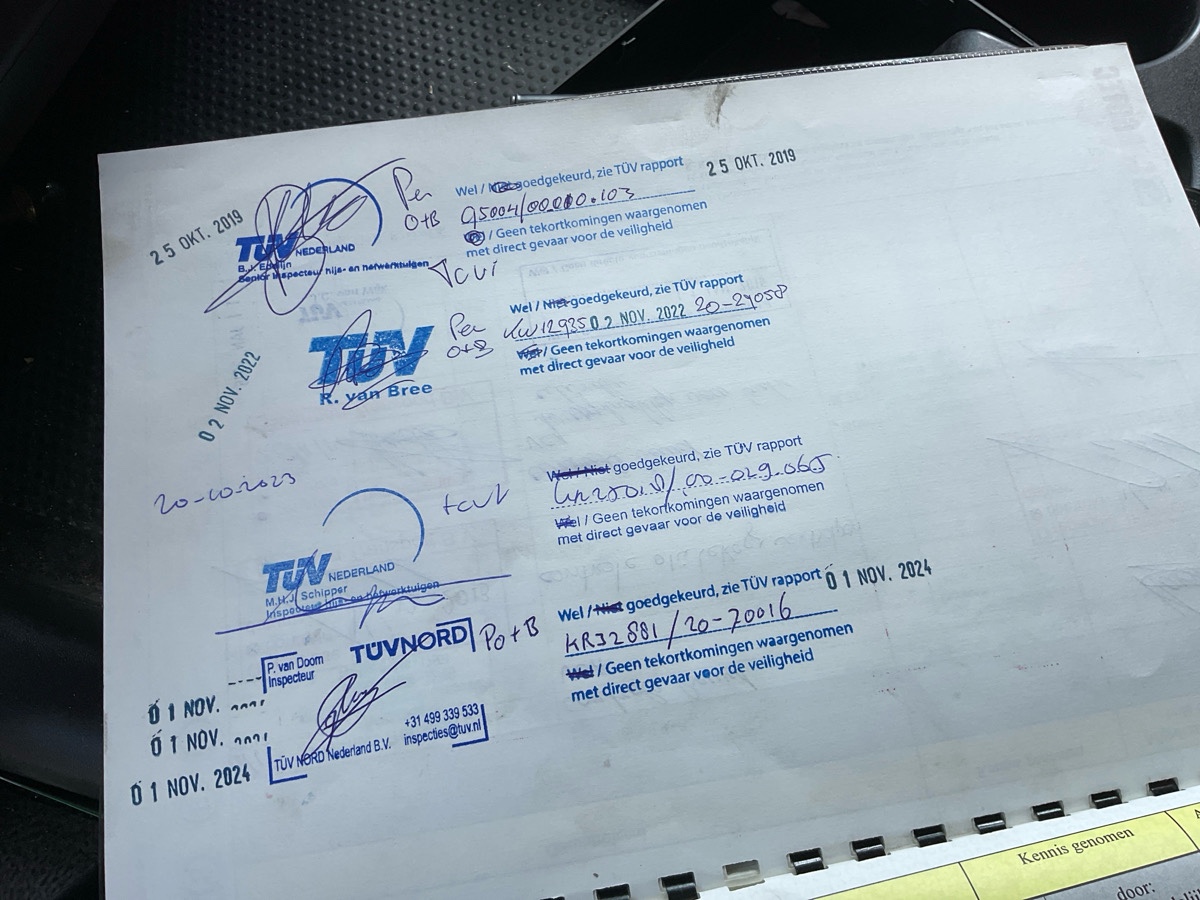 25 OKT. 2019
TÜV NEDERLAND
Senior Inspecteur hijs- en hefwerktuigen
Per
O+B
TCVT
Wel / goedgekeurd, zie TÜV rapport
25 OKT. 2019
/ Geen tekortkomingen waargenomen
met direct gevaar voor de veiligheid
02 NOV. 2022
TÜV
R. van Bree
Per
O+B
Wel / Niet goedgekeurd, zie TÜV rapport
KW12935 02 NOV. 2022 20-29058
Wel / Geen tekortkomingen waargenomen
met direct gevaar voor de veiligheid
20-10-2023
TÜV NEDERLAND
M.H.J. Schipper
Inspecteur hijs- en hefwerktuigen
tcvt
Wel / Niet goedgekeurd, zie TÜV rapport
Wel / Geen tekortkomingen waargenomen
met direct gevaar voor de veiligheid
P. van Doorn
Inspecteur
TÜVNORD
PO+B
Wel / Niet goedgekeurd, zie TÜV rapport
01 NOV. 2024
KR32881/20-70016
Wel / Geen tekortkomingen waargenomen
met direct gevaar voor de veiligheid
01 NOV.
01 NOV.
01 NOV. 2024
TÜV NORD Nederland B.V.
+31 499 339 533
inspecties@tuv.nl
Kennis genomen
door: